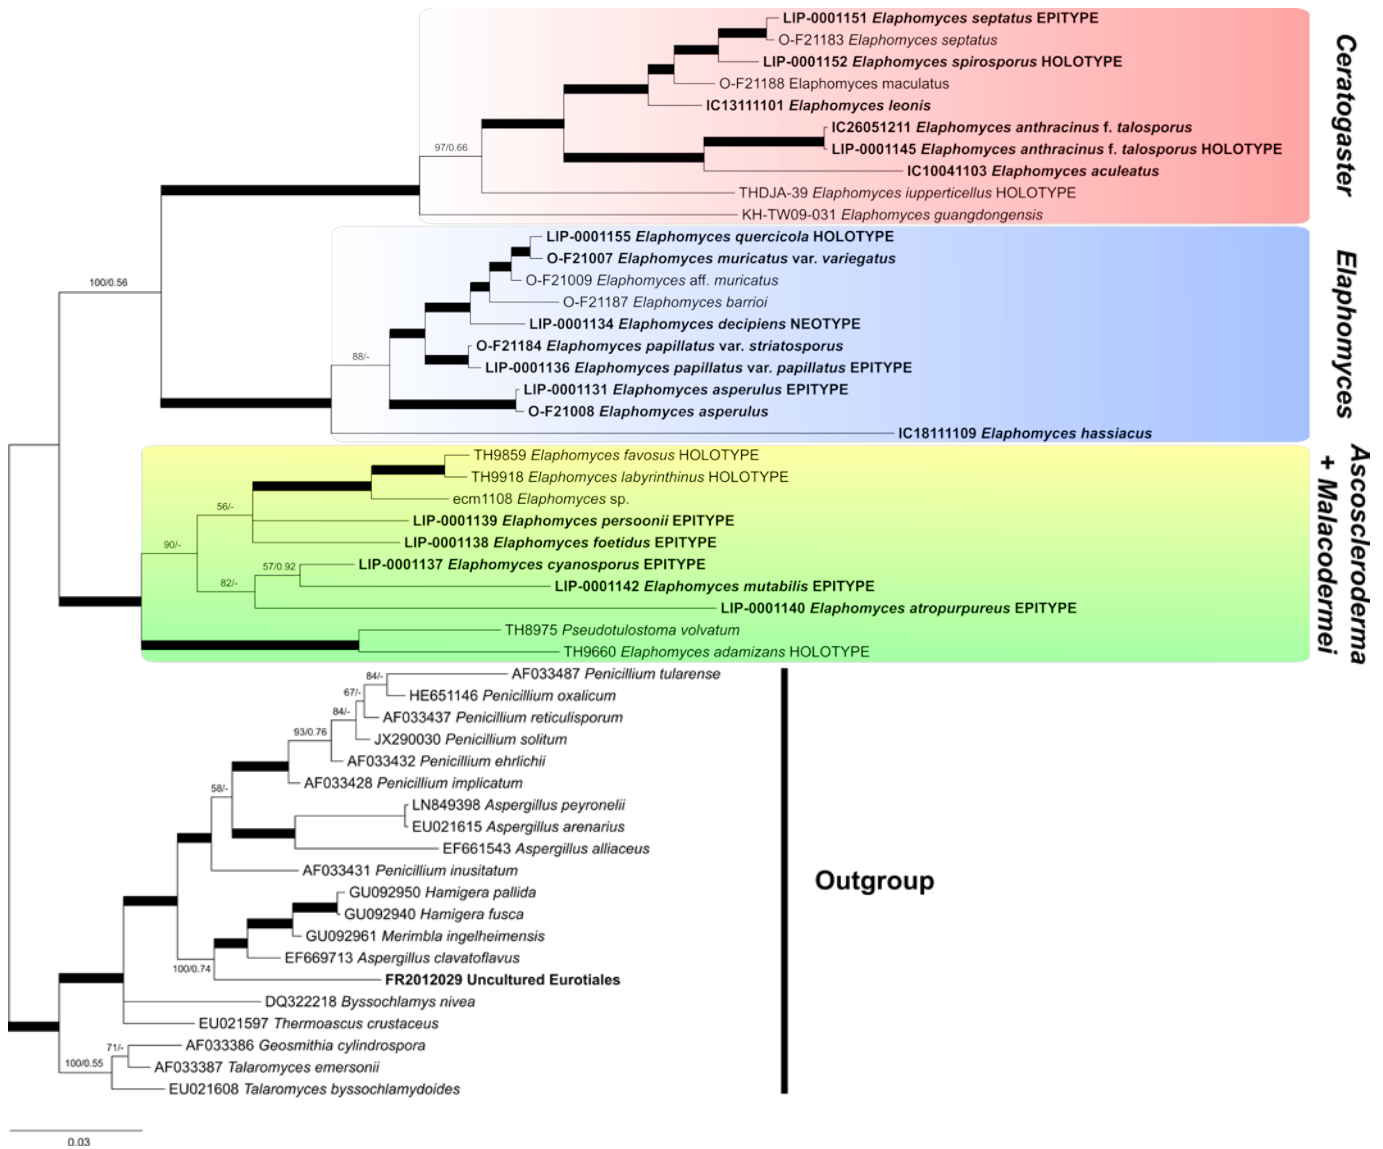 LIP-0001151 Elaphomyces septatus EPITYPE
O-F21183 Elaphomyces septatus
LIP-0001152 Elaphomyces spirosporus HOLOTYPE
O-F21188 Elaphomyces maculatus
IC13111101 Elaphomyces leonis
IC26051211 Elaphomyces anthracinus f. talosporus
97/0.66
LIP-0001145 Elaphomyces anthracinus f. talosporus HOLOTYPE
IC10041103 Elaphomyces aculeatus
THDJA-39 Elaphomyces iupperticellus HOLOTYPE
KH-TW09-031 Elaphomyces guangdongensis
Ceratogaster
LIP-0001155 Elaphomyces quercicola HOLOTYPE
O-F21007 Elaphomyces muricatus var. variegatus
100/0.56
O-F21009 Elaphomyces aff. muricatus
O-F21187 Elaphomyces barrioi
LIP-0001134 Elaphomyces decipiens NEOTYPE
O-F21184 Elaphomyces papillatus var. striatosporus
88/-
LIP-0001136 Elaphomyces papillatus var. papillatus EPITYPE
LIP-0001131 Elaphomyces asperulus EPITYPE
O-F21008 Elaphomyces asperulus
IC18111109 Elaphomyces hassiacus
Elaphomyces
TH9859 Elaphomyces favosus HOLOTYPE
TH9918 Elaphomyces labyrinthinus HOLOTYPE
ecm1108 Elaphomyces sp.
56/-
LIP-0001139 Elaphomyces persoonii EPITYPE
LIP-0001138 Elaphomyces foetidus EPITYPE
90/-
LIP-0001137 Elaphomyces cyanosporus EPITYPE
57/0.92
82/-
LIP-0001142 Elaphomyces mutabilis EPITYPE
LIP-0001140 Elaphomyces atropurpureus EPITYPE
TH8975 Pseudotulostoma volvatum
TH9660 Elaphomyces adamizans HOLOTYPE
Ascoscleroderma
+ Malacodermei
AF033487 Penicillium tularense
84/-
67/-
HE651146 Penicillium oxalicum
84/-
AF033437 Penicillium reticulisporum
93/0.76
JX290030 Penicillium solitum
AF033432 Penicillium ehrlichii
AF033428 Penicillium implicatum
58/-
LN849398 Aspergillus peyronelii
EU021615 Aspergillus arenarius
EF661543 Aspergillus alliaceus
AF033431 Penicillium inusitatum
GU092950 Hamigera pallida
GU092940 Hamigera fusca
GU092961 Merimbla ingelheimensis
EF669713 Aspergillus clavatoflavus
100/0.74
FR2012029 Uncultured Eurotiales
DQ322218 Byssochlamys nivea
EU021597 Thermoascus crustaceus
AF033386 Geosmithia cylindrospora
71/-
100/0.55
AF033387 Talaromyces emersonii
EU021608 Talaromyces byssochlamydoides
Outgroup
0.03